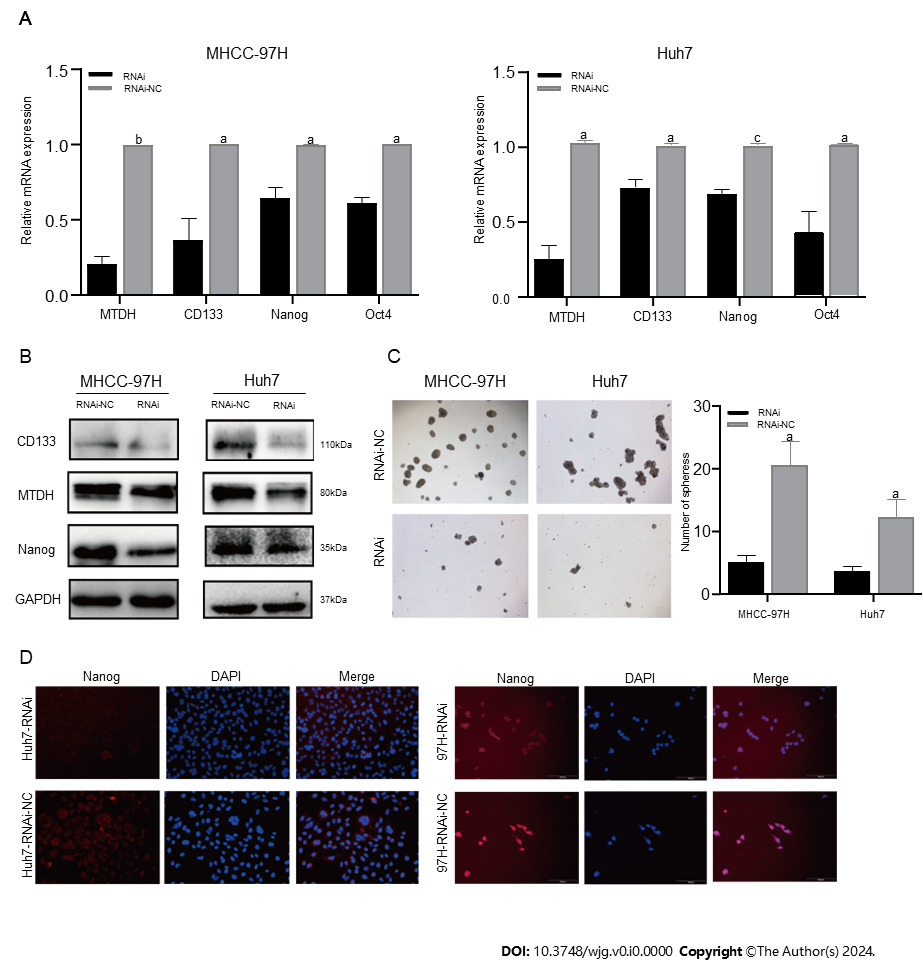 A
MHCC-97H
1.5
1.0
0.5
0.0
Relative mRNA expression
RNAi
RNAi-NC
b
a
a
a
MTDH
CD133
Nanog
Oct4
Huh7
1.5
1.0
0.5
0.0
Relative mRNA expression
RNAi
RNAi-NC
a
a
c
a
MTDH
CD133
Nanog
Oct4
B
MHCC-97H
Huh7
RNAi-NC
RNAi
RNAi-NC
RNAi
CD133
110kDa
MTDH
80kDa
Nanog
35kDa
GAPDH
37kDa
C
MHCC-97H
Huh7
RNAi-NC
RNAi
30
20
10
0
Number of spheress
RNAi
RNAi-NC
a
a
MHCC-97H
Huh7
D
Nanog
DAPI
Merge
Huh7-RNAi
Huh7-RNAi-NC
Nanog
DAPI
Merge
97H-RNAi
97H-RNAi-NC
DOI: 10.3748/wjg.v0.i0.0000 Copyright ©The Author(s) 2024.